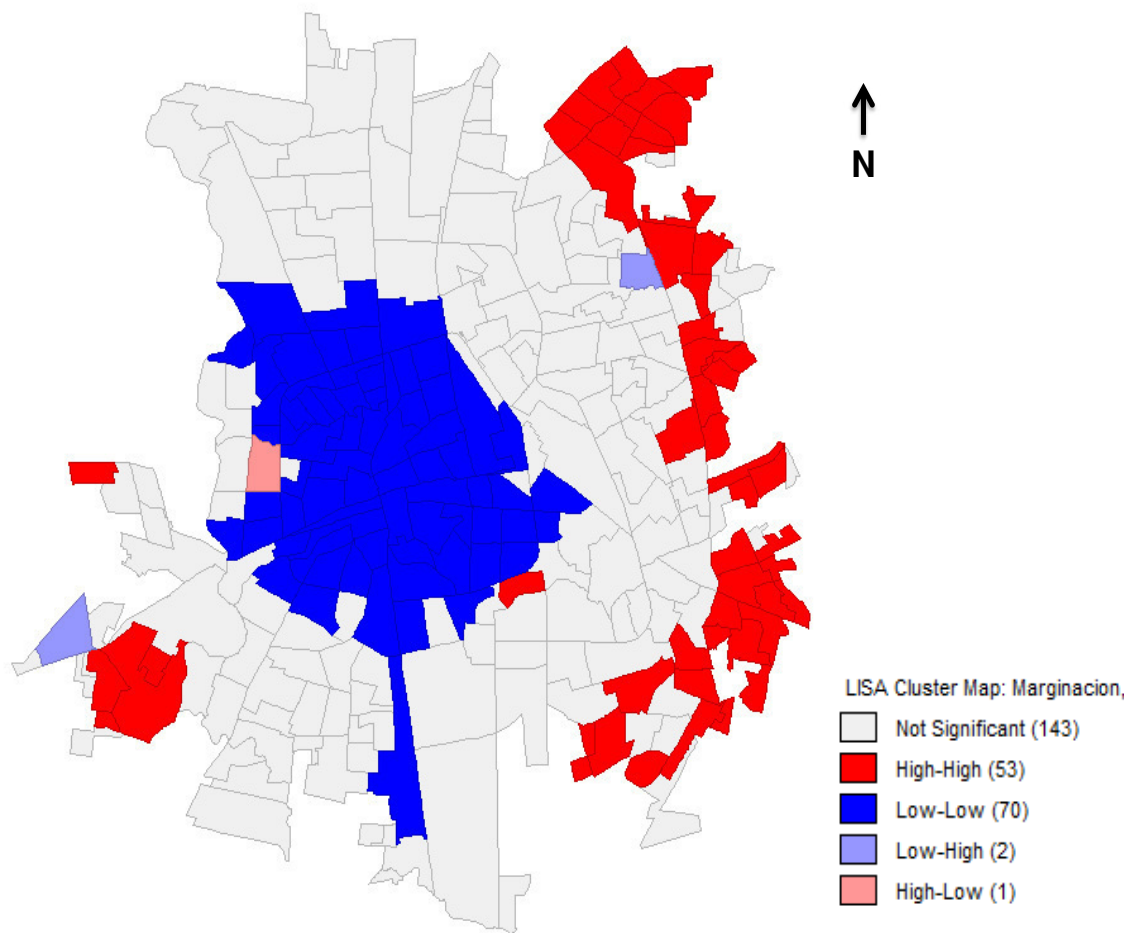 N
LISA Cluster Map: Marginacion,
Not Significant (143)
High-High (53)
Low-Low (70)
Low-High (2)
High-Low (1)